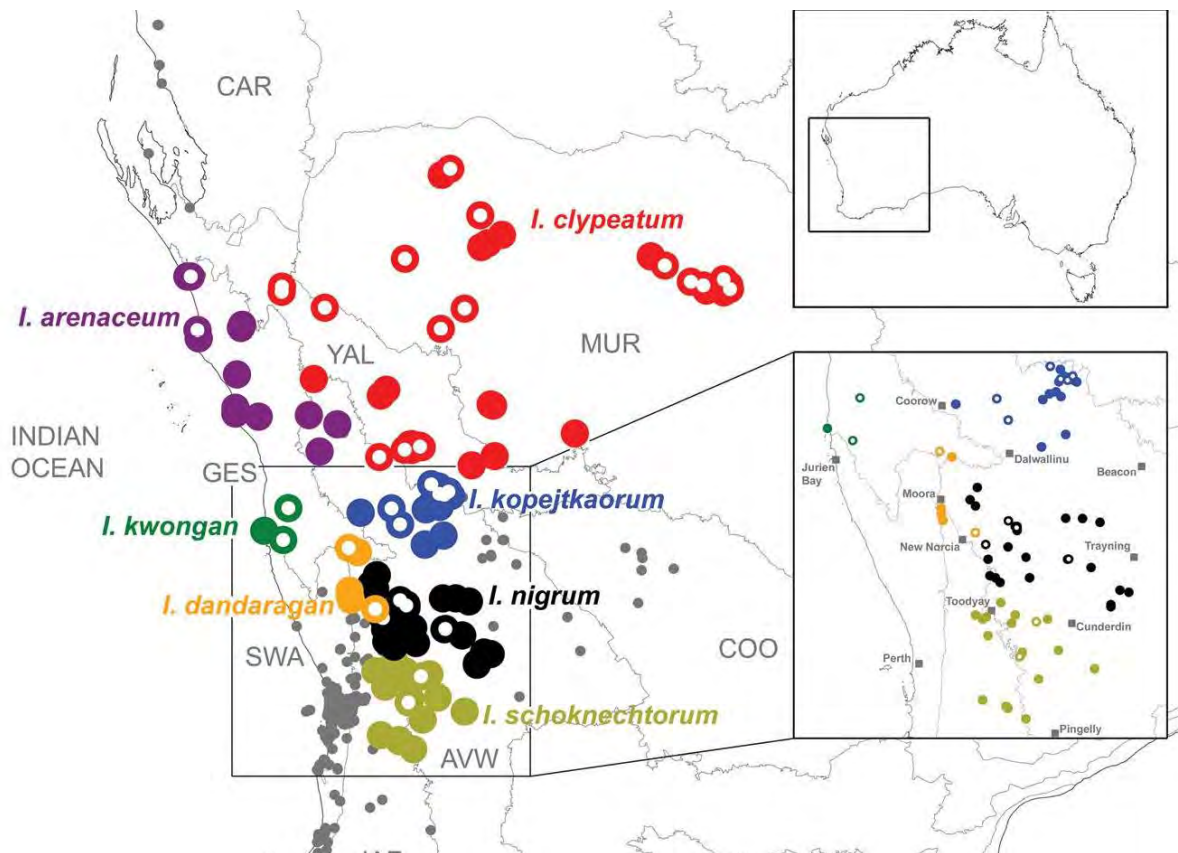 CAR
I. clypeatum
I. arenaceum
YAL
MUR
INDIAN
OCEAN
GES
I. kopejtkaorum
I. kwongan
I. dandaragan
I. nigrum
SWA
COO
I. schoknechtorum
AVW
Coorow
Jurien
Bay
Dalwallinu
Beacon
Moora
New Norcia
Trayning
Toodyay
Cunderdin
Perth
Pingelly